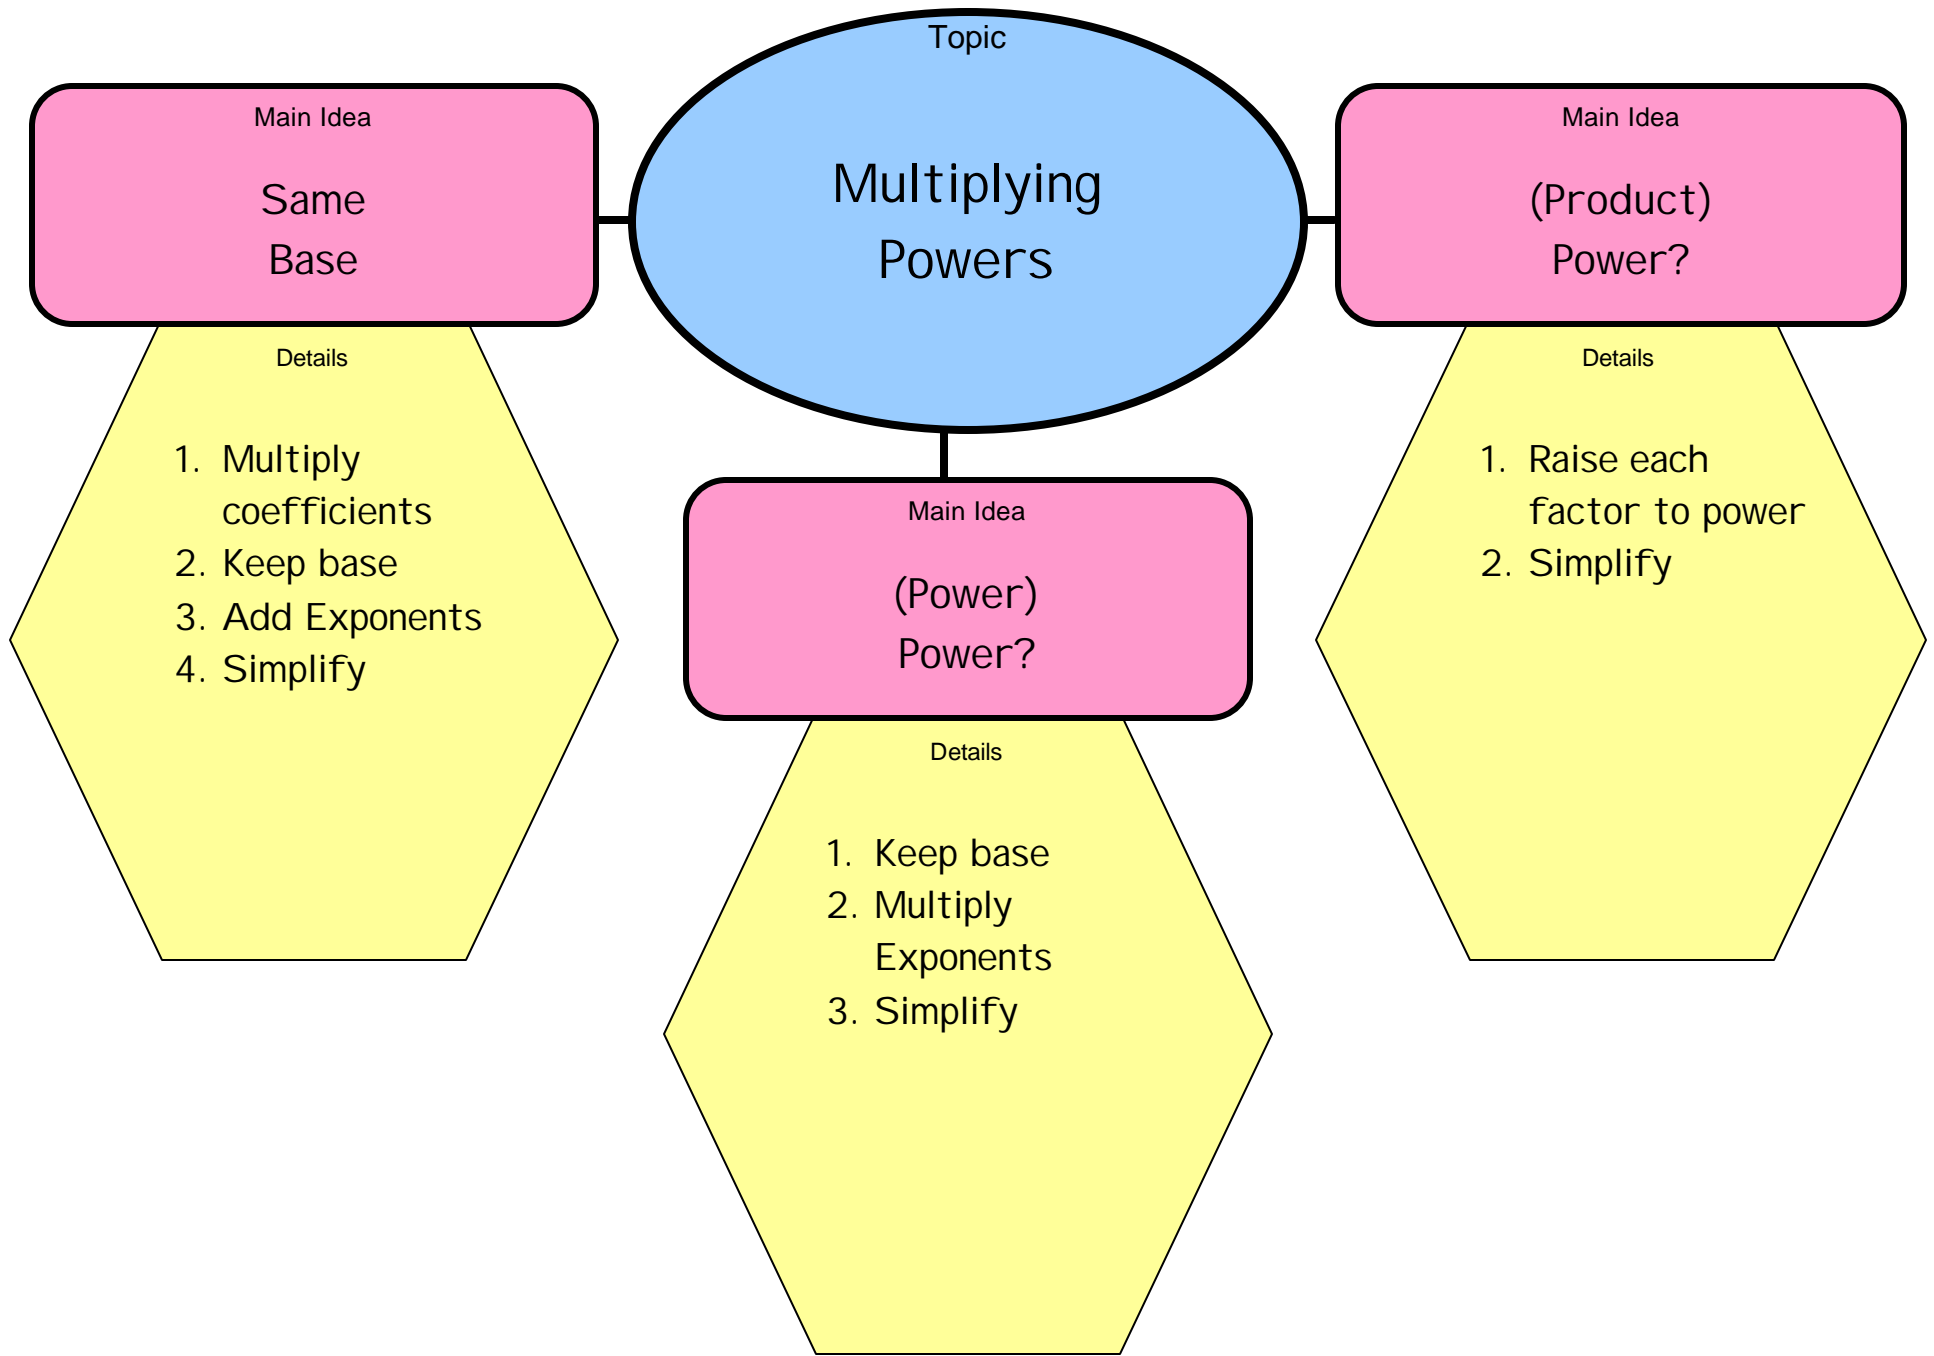 Topic
Multiplying
Powers
Main Idea
Same
Base
Details
1. Multiply
coefficients
2. Keep base
3. Add Exponents
4. Simplify
Main Idea
(Power)
Power?
Details
1. Keep base
2. Multiply
Exponents
3. Simplify
Main Idea
(Product)
Power?
Details
1. Raise each
factor to power
2. Simplify